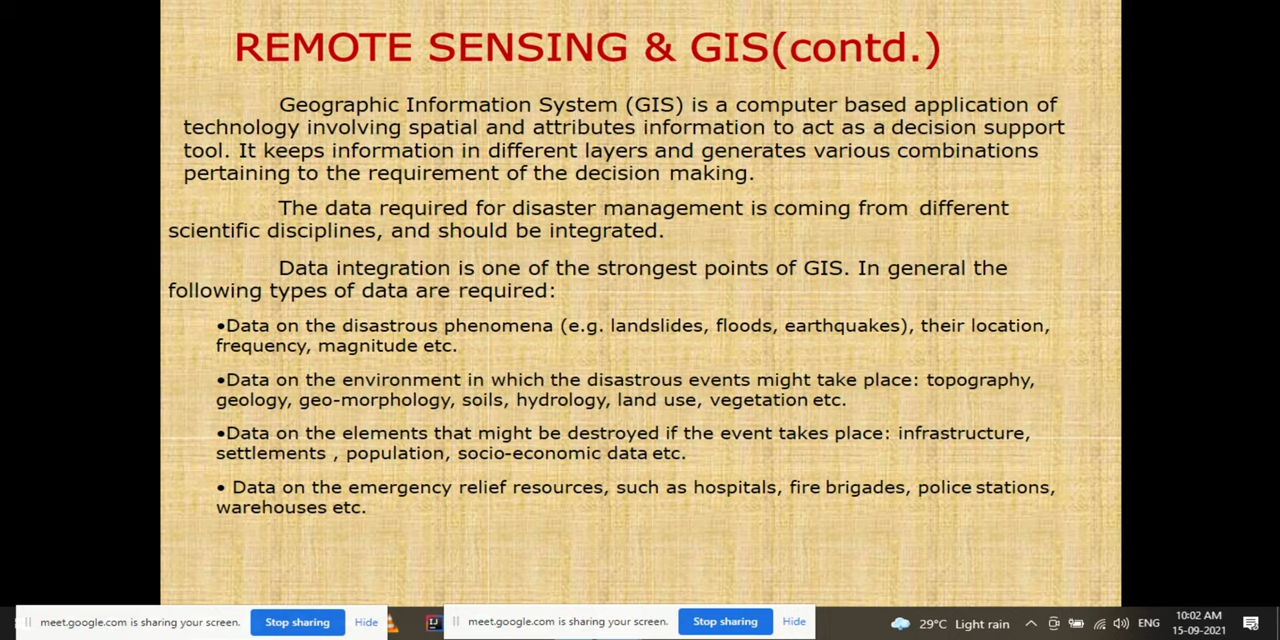 REMOTE SENSING & GIS(contd.)
Geographic Information System (GIS) is a computer based application of
technology involving spatial and attributes information to act as a decision support
tool. It keeps information in different layers and generates various combinations
pertaining to the requirement of the decision making.
The data required for disaster management is coming from different
scientific disciplines, and should be integrated.
Data integration is one of the strongest points of GIS. In general the
following types of data are required:
•Data on the disastrous phenomena (e.g. landslides, floods, earthquakes), their location,
frequency, magnitude etc.
•Data on the environment in which the disastrous events might take place: topography,
geology, geo-morphology, soils, hydrology, land use, vegetation etc.
•Data on the elements that might be destroyed if the event takes place: infrastructure,
settlements , population, socio-economic data etc.
• Data on the emergency relief resources, such as hospitals, fire brigades, police stations,
warehouses etc.
meet.google.com is sharing your screen. Stop sharing Hide
IJ
meet.google.com is sharing your screen. Stop sharing Hide
29°C Light rain
ENG
10:02 AM
15-09-2021